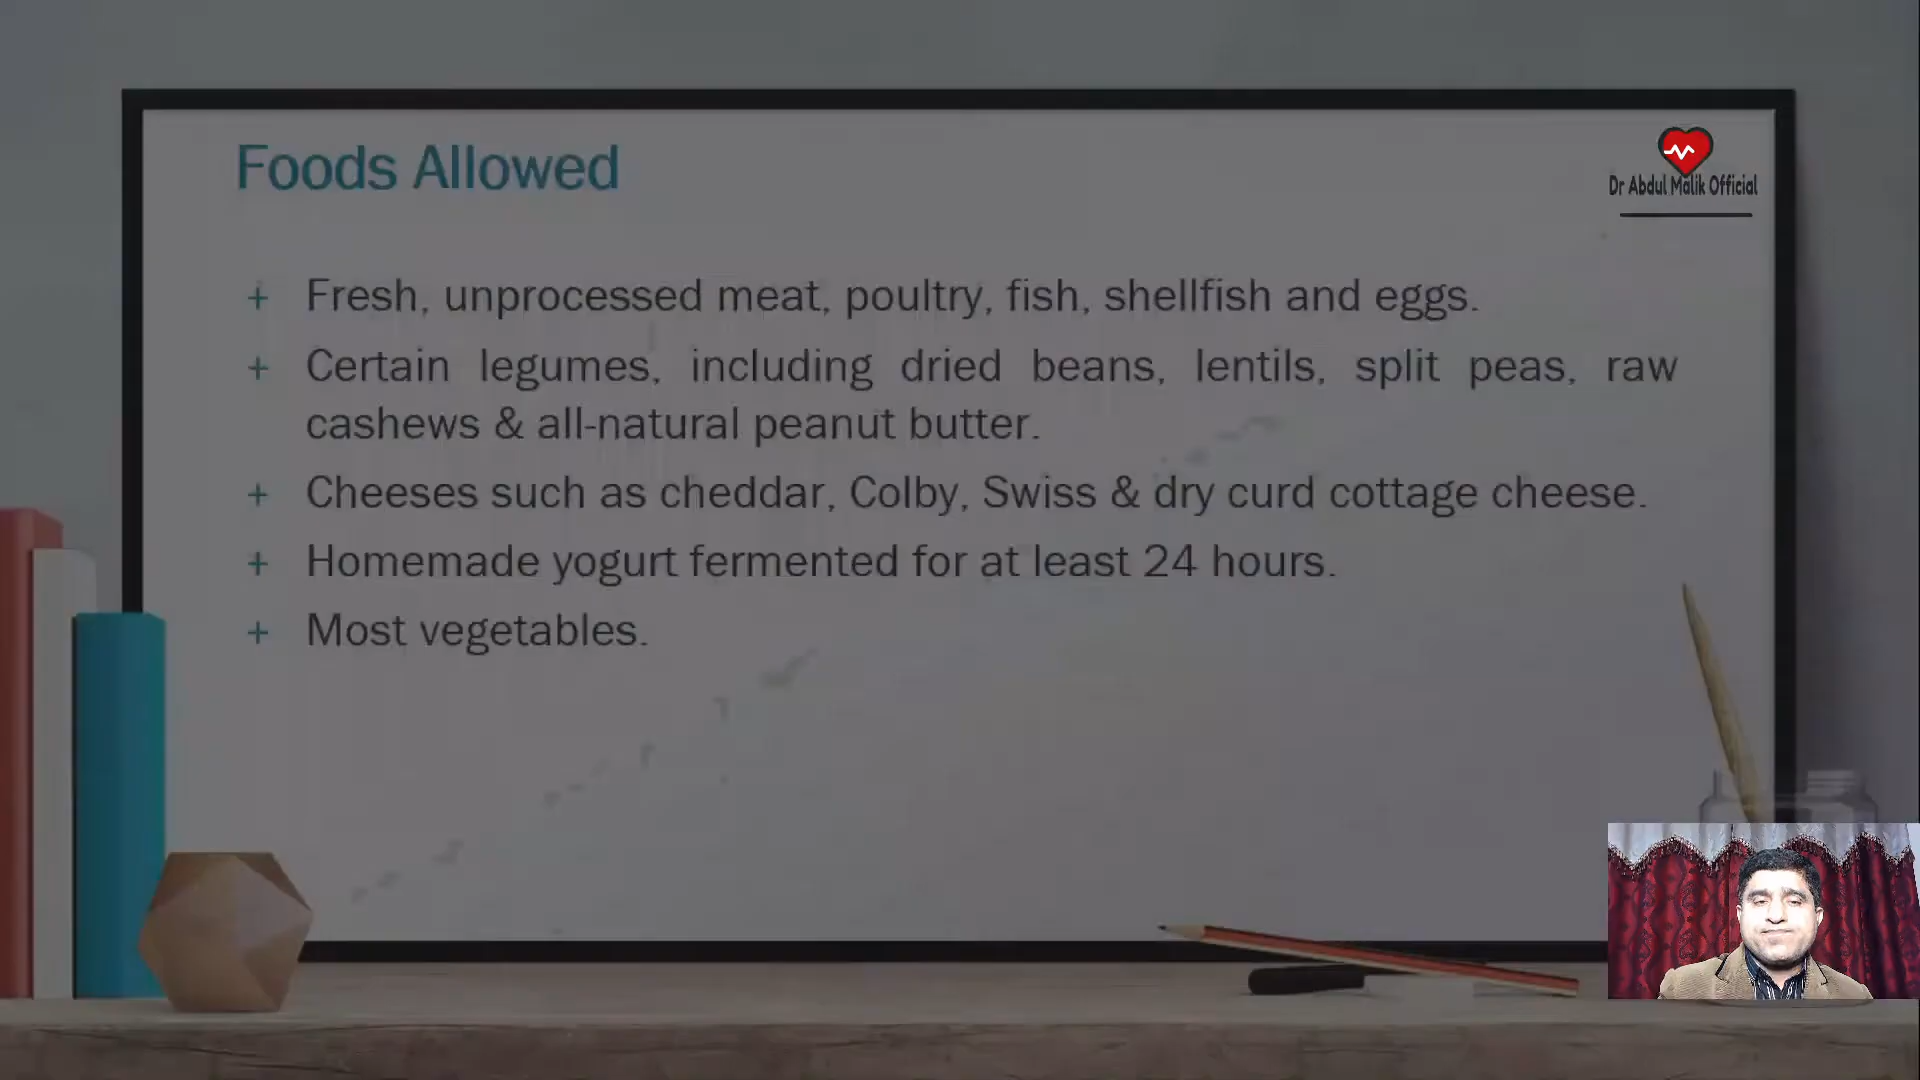 Foods Allowed
Dr Abdul Malik Official
+ Fresh, unprocessed meat, poultry, fish, shellfish and eggs.
+ Certain legumes, including dried beans, lentils, split peas, raw
cashews & all-natural peanut butter.
+ Cheeses such as cheddar, Colby, Swiss & dry curd cottage cheese.
+ Homemade yogurt fermented for at least 24 hours.
+ Most vegetables.